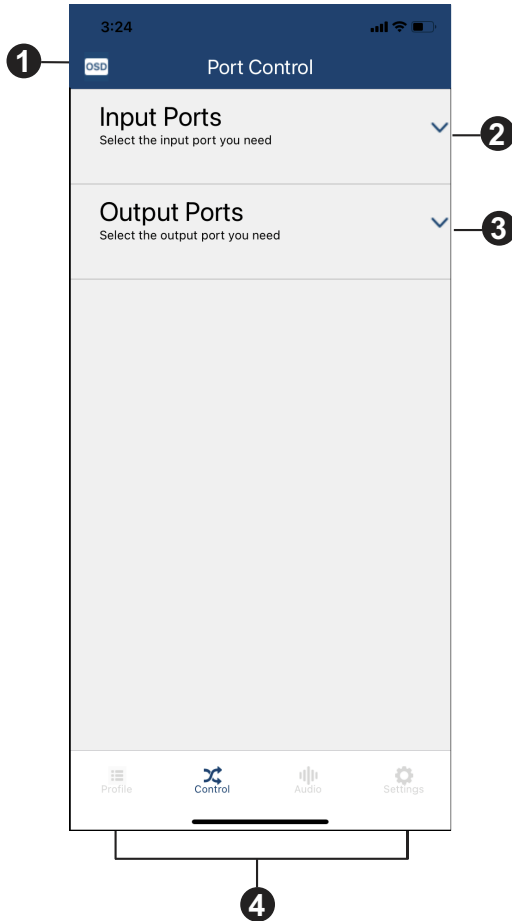 3:24
1
OSD
Port Control
Input Ports
Select the input port you need
2
Output Ports
Select the output port you need
3
Profile
Control
Audio
Settings
4